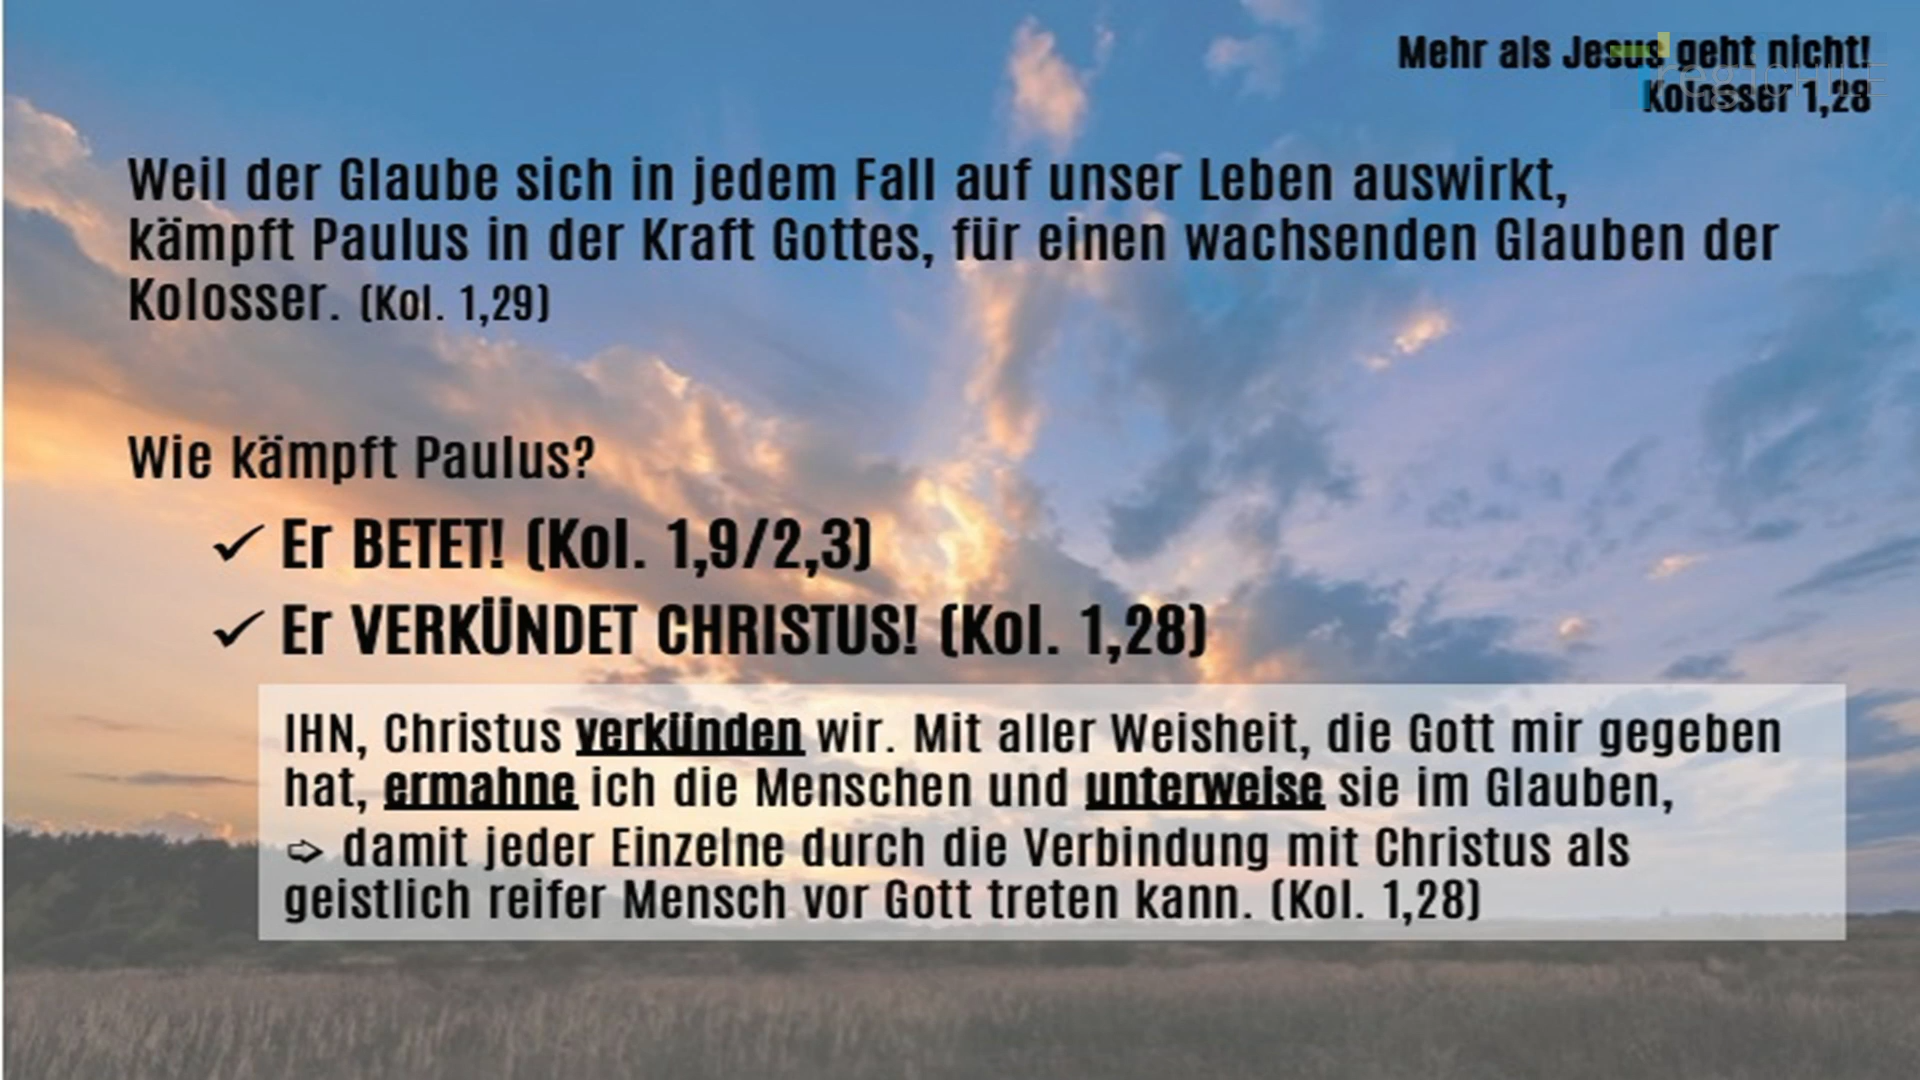 Mehr als Jesus geht nicht!
regiCHILE
Kolosser 1,28
Weil der Glaube sich in jedem Fall auf unser Leben auswirkt,
kämpft Paulus in der Kraft Gottes, für einen wachsenden Glauben der
Kolosser. (Kol. 1,29)
Wie kämpft Paulus?
✓ Er BETET! (Kol. 1,9/2,3)
✓ Er VERKÜNDET CHRISTUS! (Kol. 1,28)
IHN, Christus verkünden wir. Mit aller Weisheit, die Gott mir gegeben
hat, ermahne ich die Menschen und unterweise sie im Glauben,
➩ damit jeder Einzelne durch die Verbindung mit Christus als
geistlich reifer Mensch vor Gott treten kann. (Kol. 1,28)